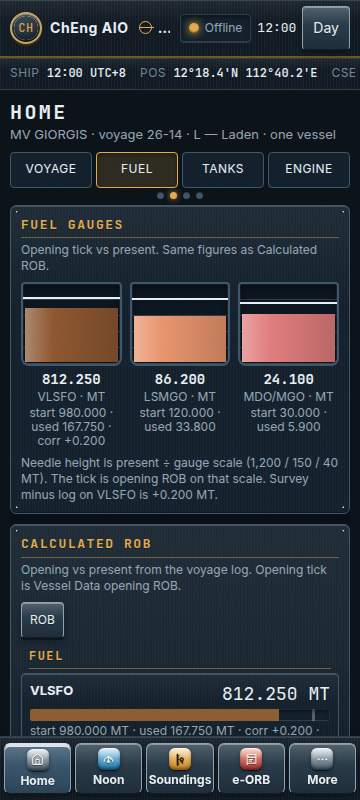 CH ChEng AIO ... Offline 12:00 Day
SHIP 12:00 UTC+8 POS 12°18.4'N 112°40.2'E CSE
HOME
MV GIORGIS · voyage 26-14 · L — Laden · one vessel
VOYAGE FUEL TANKS ENGINE
FUEL GAUGES
Opening tick vs present. Same figures as Calculated
ROB.
812.250 86.200 24.100
VLSFO · MT LSMGO · MT MDO/MGO · MT
start 980.000 · start 120.000 · start 30.000 ·
used 167.750 · used 33.800 used 5.900
corr +0.200
Needle height is present ÷ gauge scale (1,200 / 150 / 40
MT). The tick is opening ROB on that scale. Survey
minus log on VLSFO is +0.200 MT.
CALCULATED ROB
Opening vs present from the voyage log. Opening tick
is Vessel Data opening ROB.
ROB
FUEL
VLSFO 812.250 MT
start 980.000 MT · used 167.750 MT · corr +0.200 ·
Home Noon Soundings e-ORB More